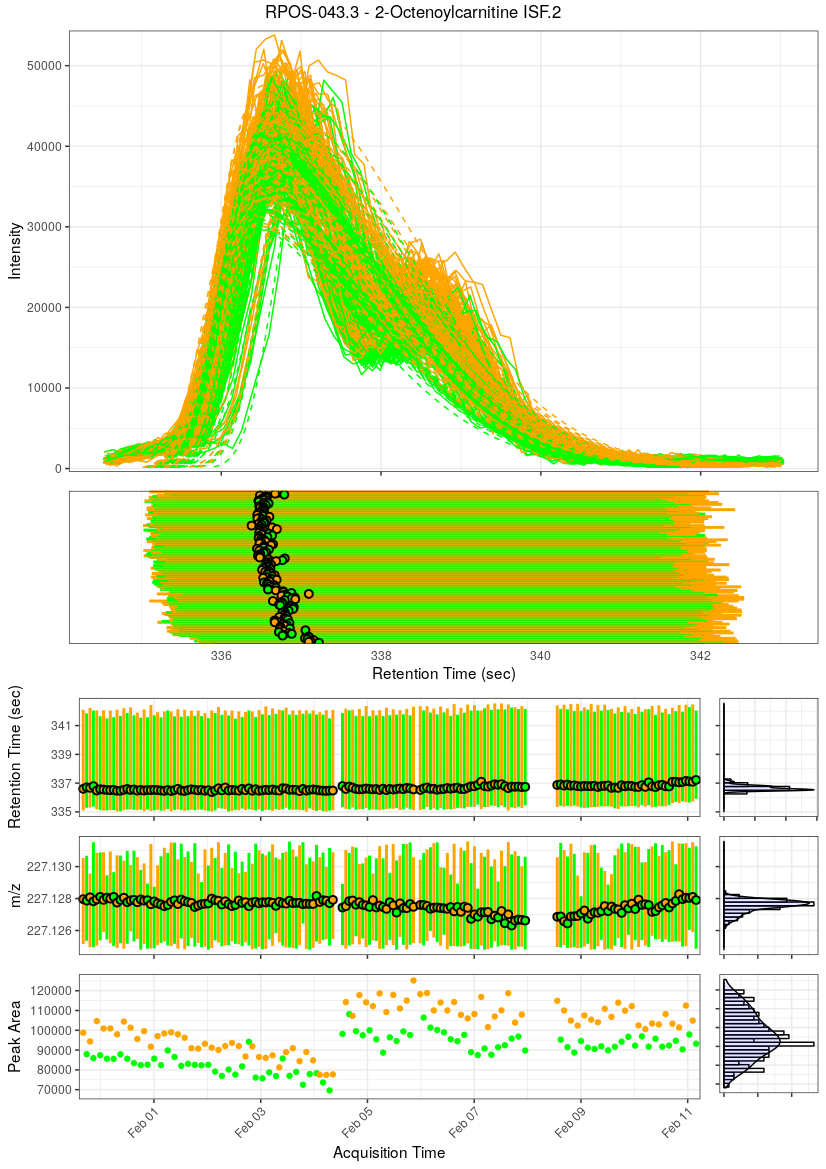 RPOS-043.3 - 2-Octenoylcarnitine ISF.2
50000
40000
30000
20000
10000
0
Intensity
336
338
340
342
Retention Time (sec)
341
339
337
335
Retention Time (sec)
227.130
227.128
227.126
m/z
120000
110000
100000
90000
80000
70000
Peak Area
Feb 01
Feb 03
Feb 05
Feb 07
Feb 09
Feb 11
Acquisition Time